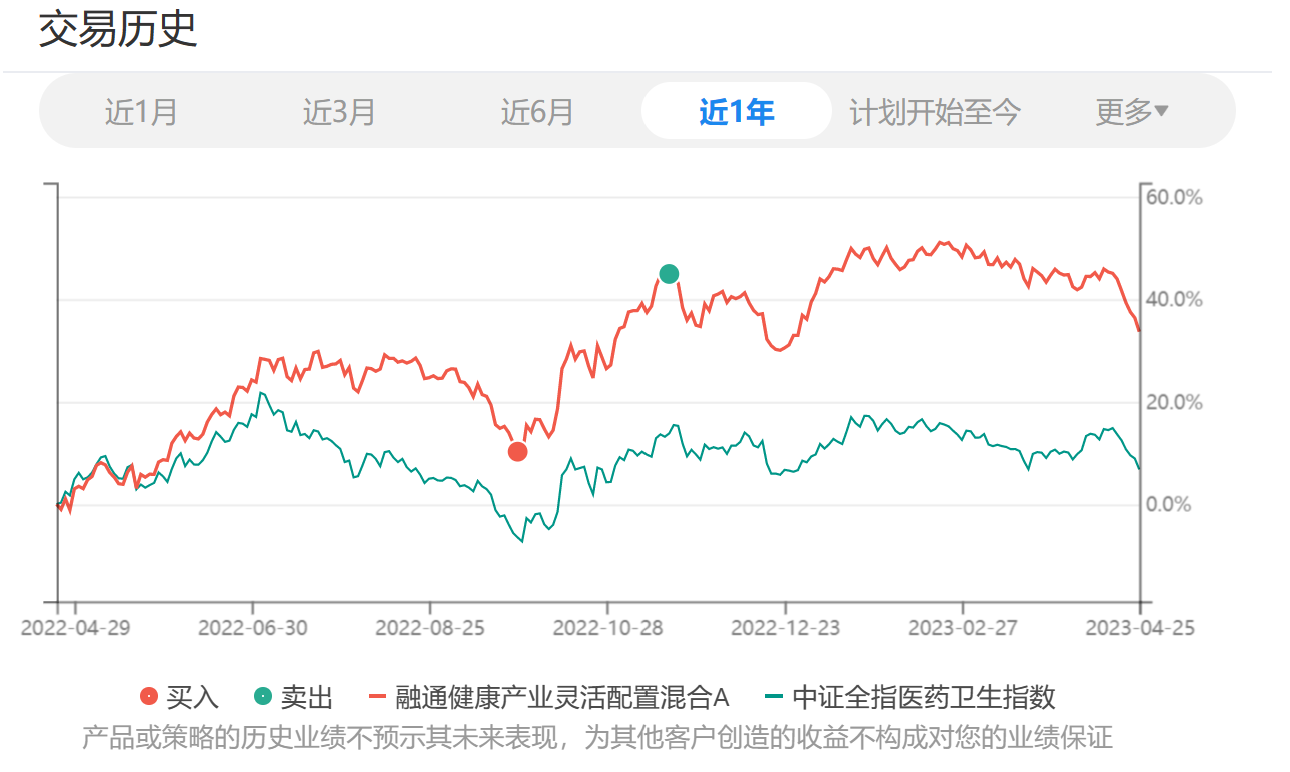 交易历史
近1月 近3月 近6月 近1年 计划开始至今 更多▾
60.0%
40.0%
20.0%
0.0%
2022-04-29 2022-06-30 2022-08-25 2022-10-28 2022-12-23 2023-02-27 2023-04-25
买入 卖出 融通健康产业灵活配置混合A 中证全指医药卫生指数
产品或策略的历史业绩不预示其未来表现，为其他客户创造的收益不构成对您的业绩保证